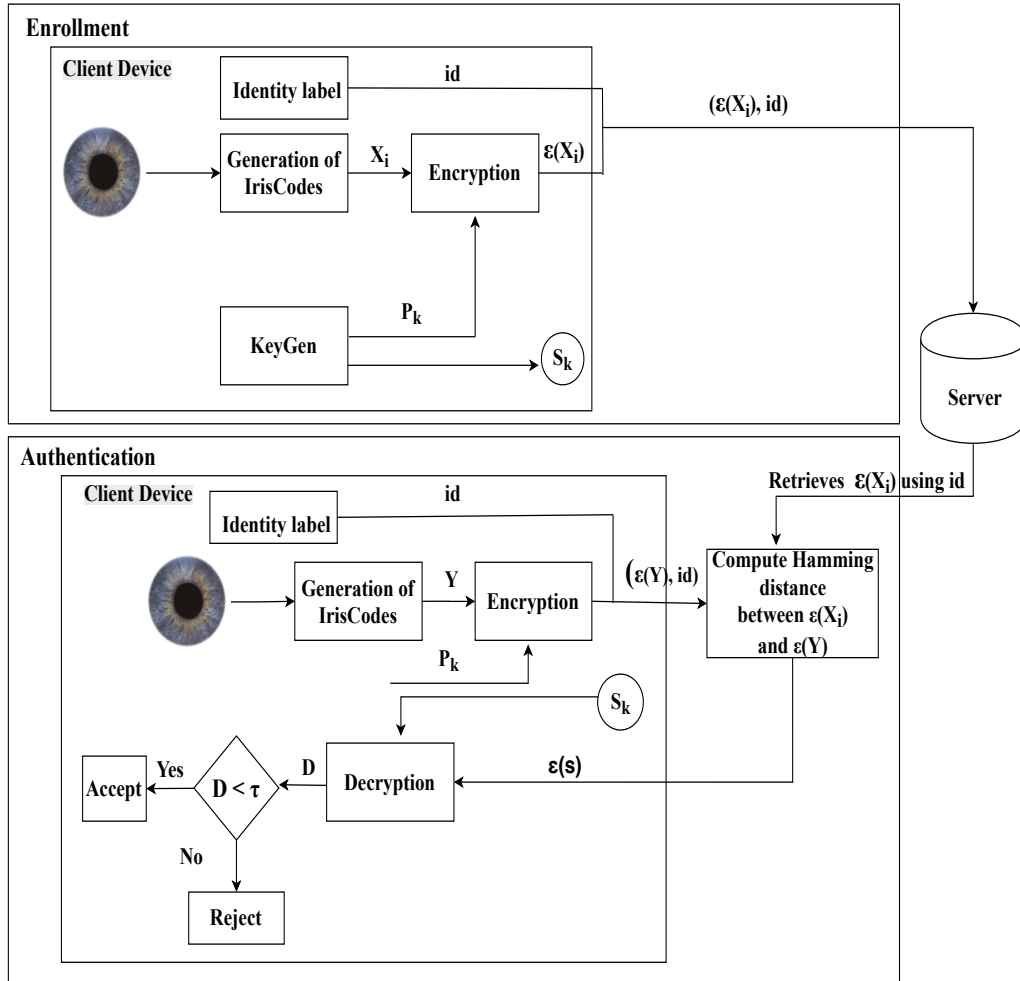 Enrollment
Client Device
Identity label
id
(ε(Xi), id)
Generation of
IrisCodes
Xi
Encryption
ε(Xi)
Pk
KeyGen
Sk
Server
Authentication
Client Device
Identity label
id
Retrieves ε(Xi) using id
Generation of
IrisCodes
Y
Encryption
(ε(Y), id)
Compute Hamming
distance
between ε(Xi)
and ε(Y)
Pk
Sk
Accept
Yes
D < τ
D
Decryption
ε(s)
No
Reject